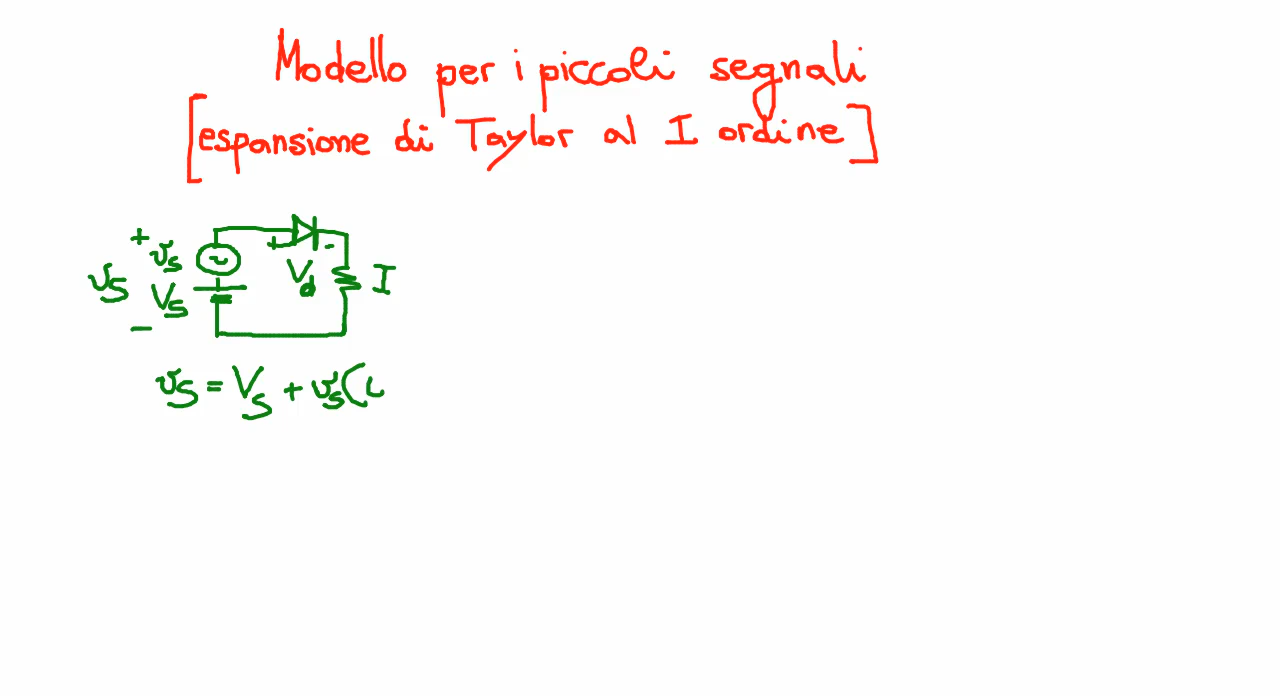 Modello per i piccoli segnali
[espansione di Taylor al I ordine]
+ vs + -
vS VS Vd I
-
vS = VS + vs(